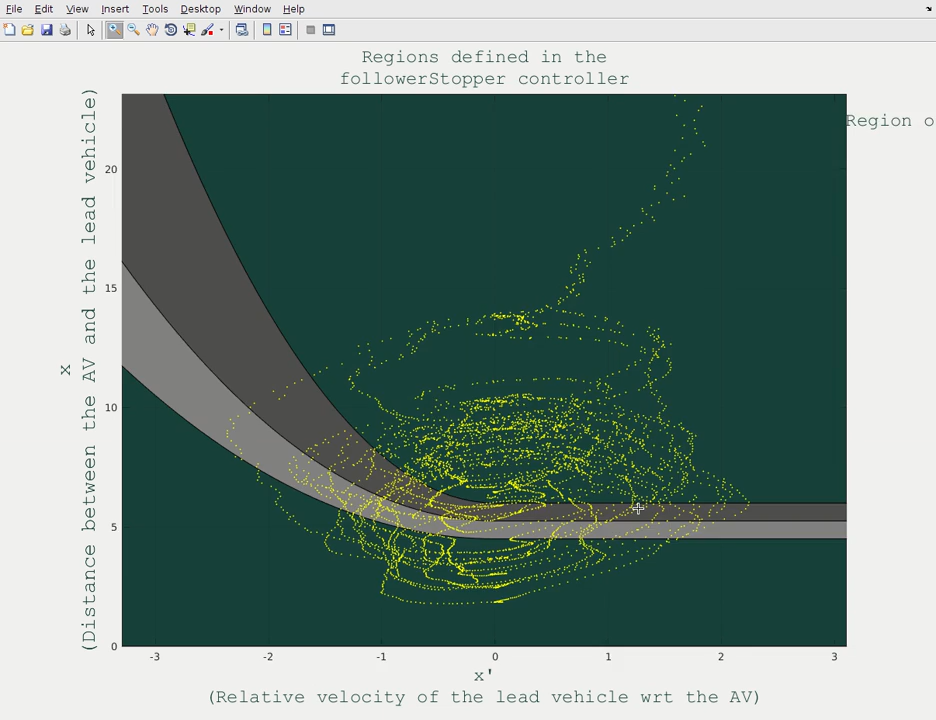 File Edit View Insert Tools Desktop Window Help
Regions defined in the
followerStopper controller
Region o
x
(Distance between the AV and the lead vehicle)
20
15
10
5
0
-3 -2 -1 0 1 2 3
x'
(Relative velocity of the lead vehicle wrt the AV)